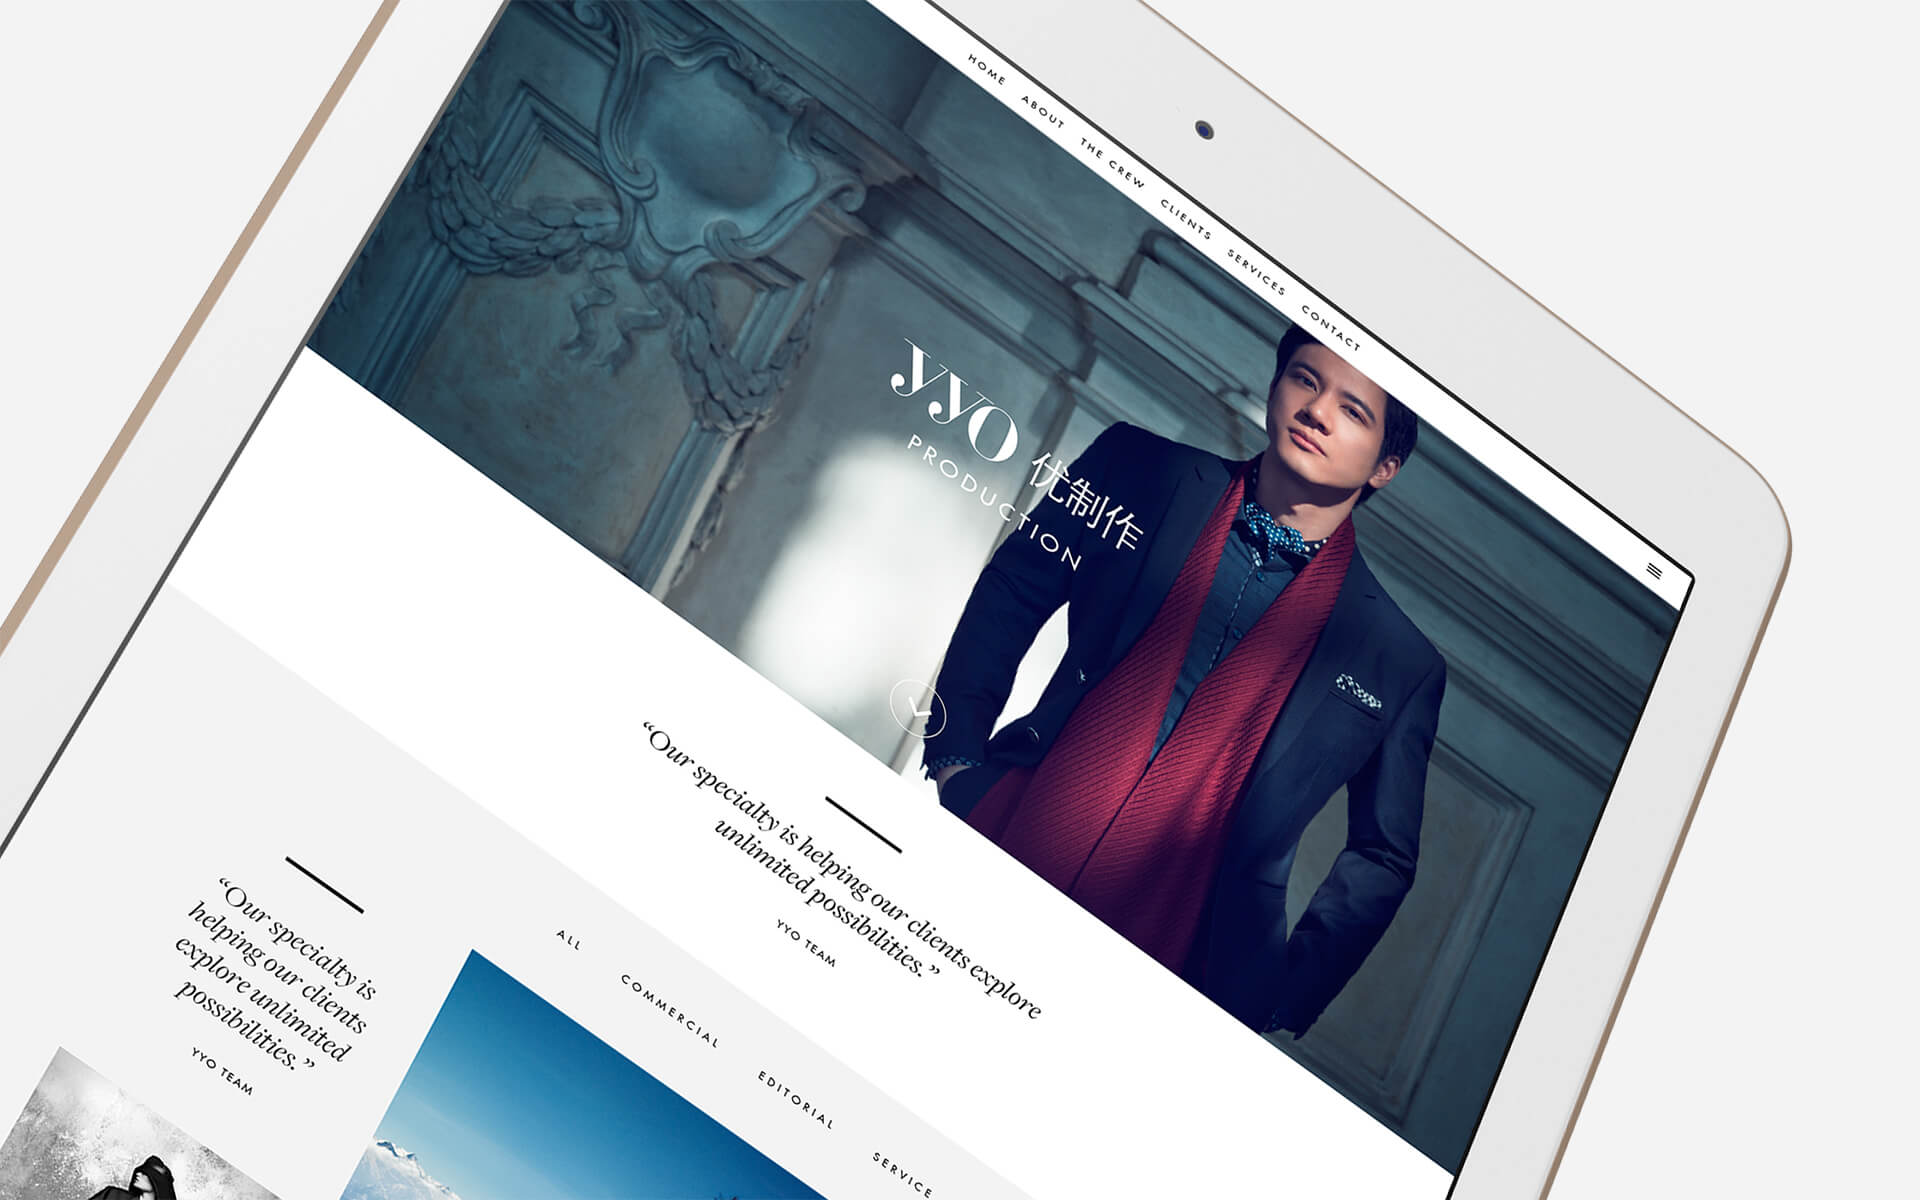 HOME ABOUT THE CREW CLIENTS SERVICES CONTACT
yyo 优制作
PRODUCTION
“Our specialty is helping our clients explore
unlimited possibilities.”
YYO TEAM
“Our specialty is
helping our clients
explore unlimited
possibilities.”
YYO TEAM
ALL COMMERCIAL EDITORIAL SERVICE